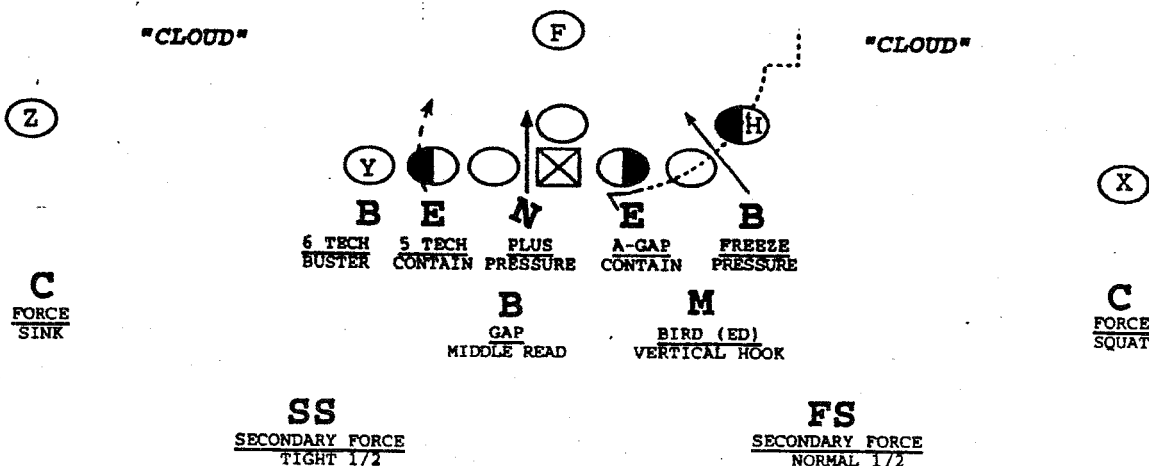 "CLOUD"
F
"CLOUD"
Z
H
Y
X
B E N E B
6 TECH 5 TECH PLUS A-GAP FREEZE
BUSTER CONTAIN PRESSURE CONTAIN PRESSURE
C
FORCE
SINK
B
GAP
MIDDLE READ
M
BIRD (ED)
VERTICAL HOOK
C
FORCE
SQUAT
SS
SECONDARY FORCE
TIGHT 1/2
FS
SECONDARY FORCE
NORMAL 1/2